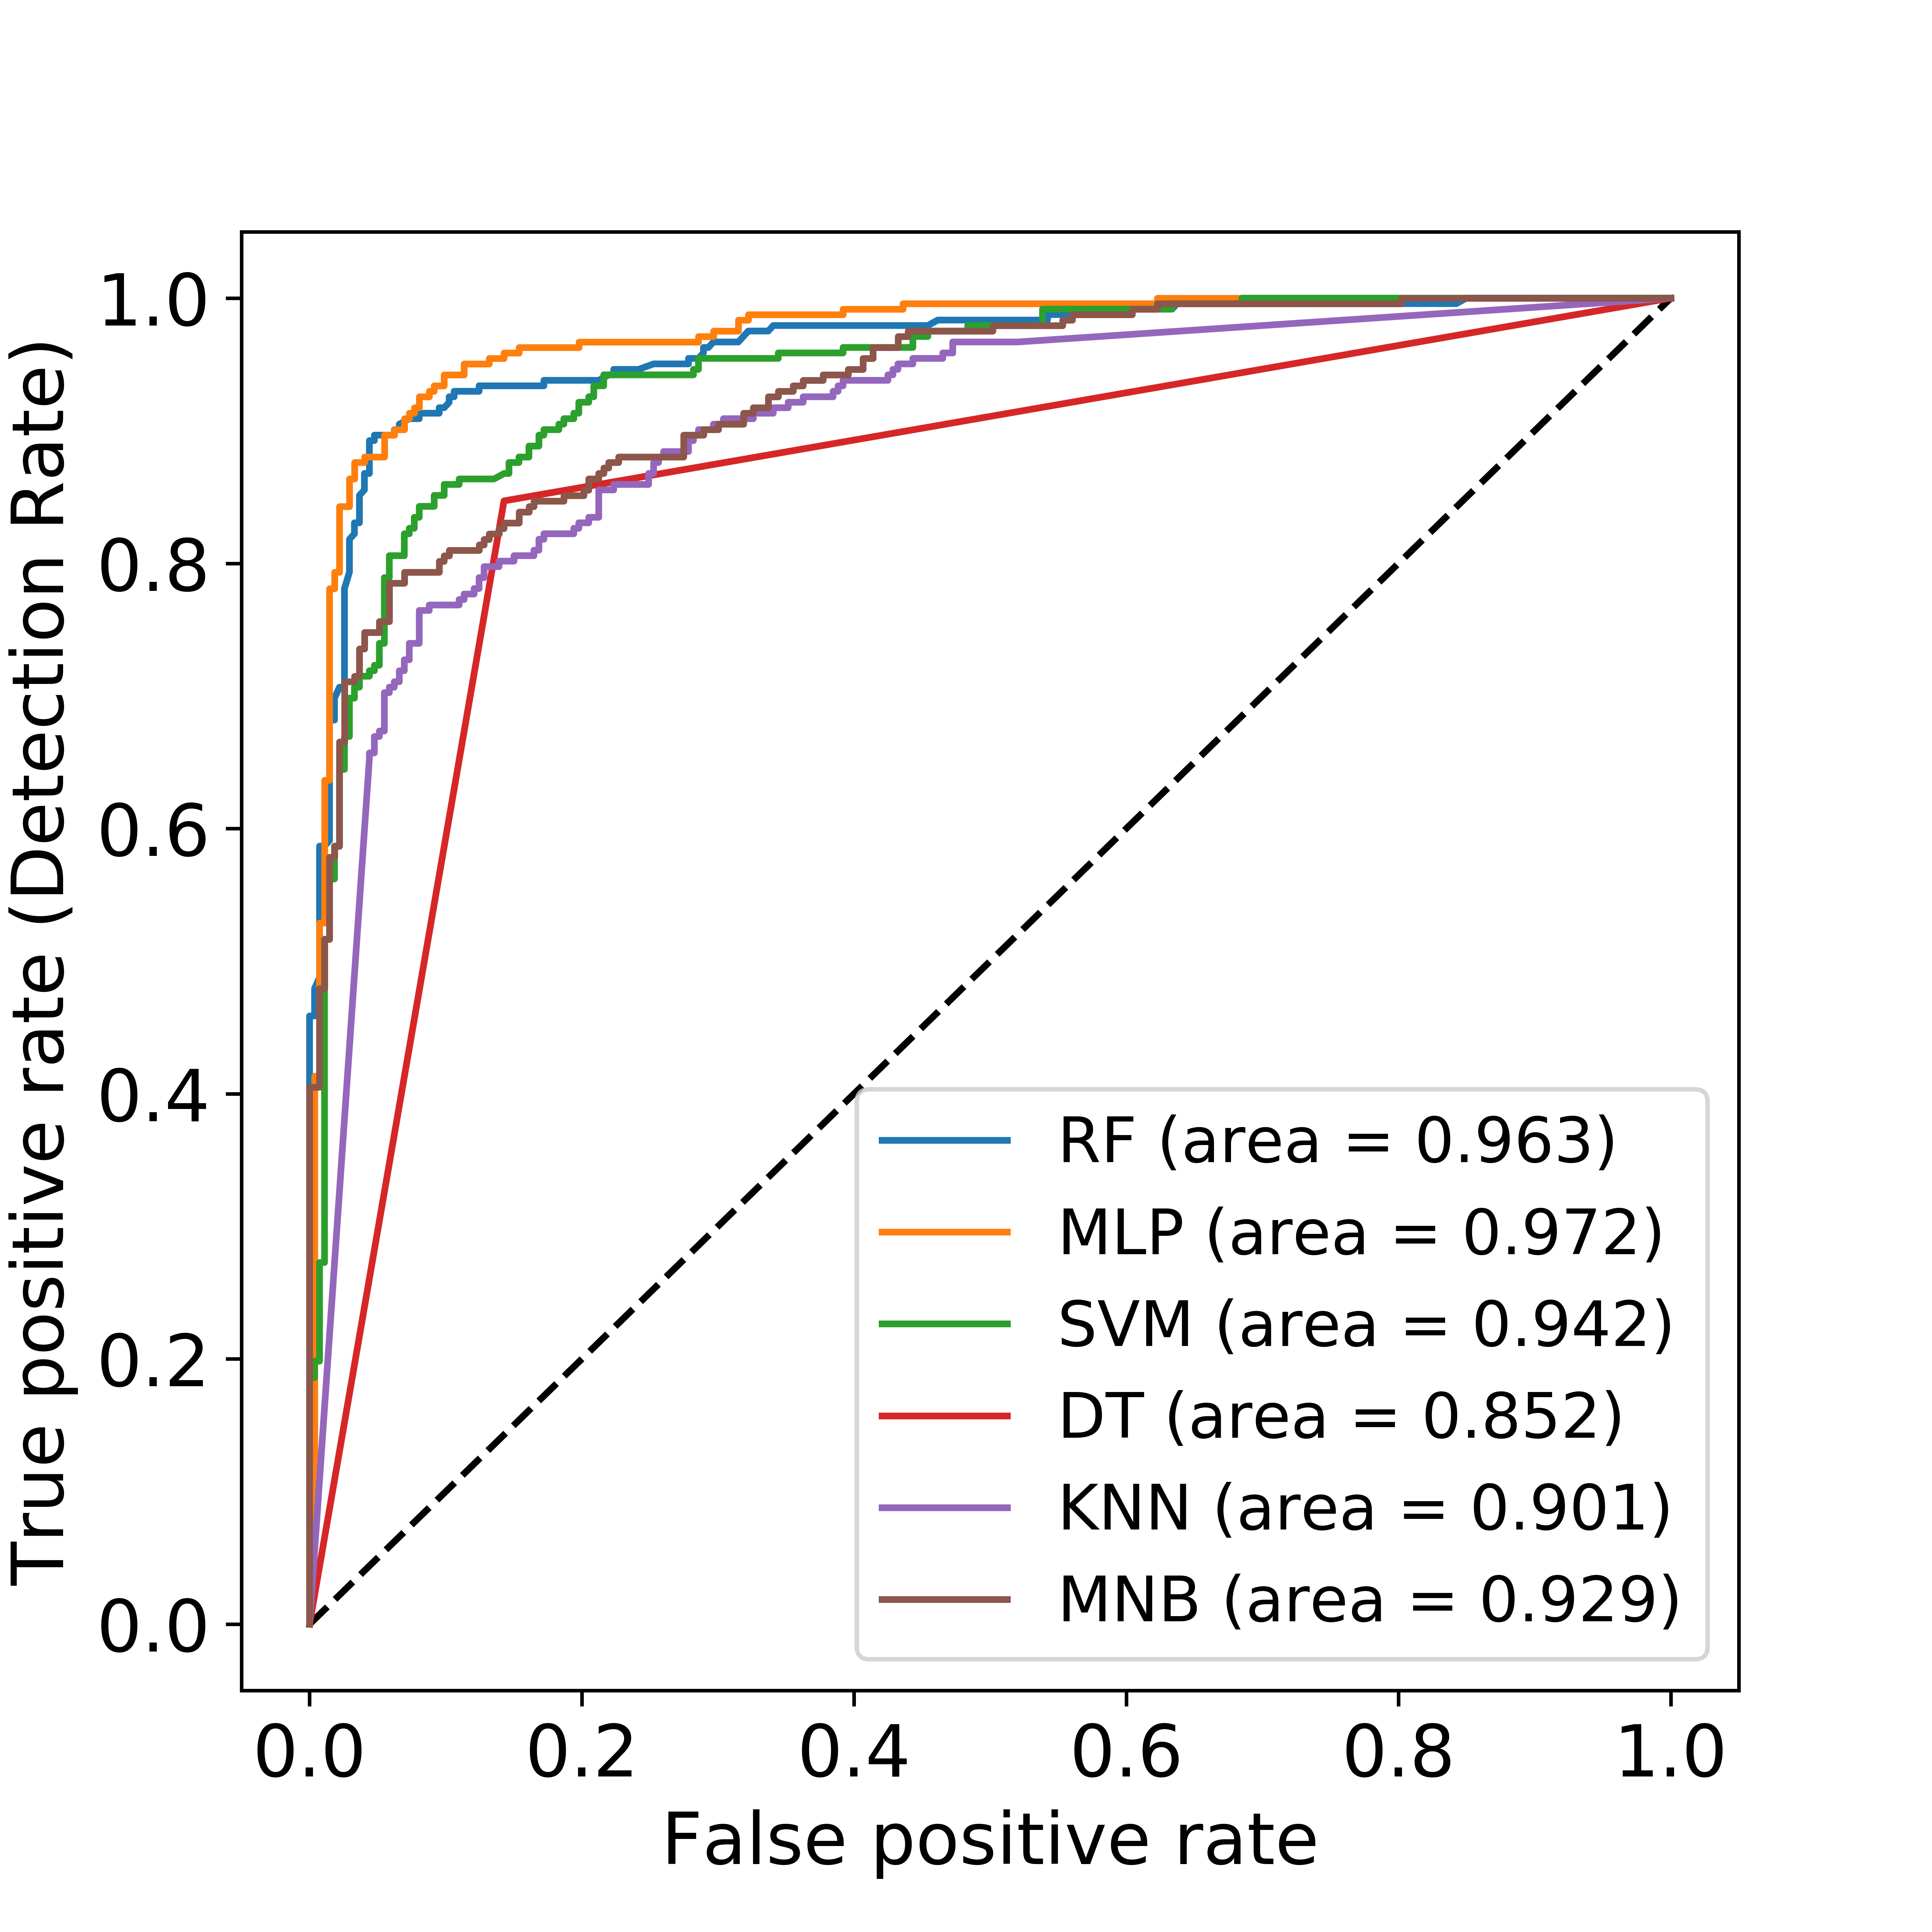 True positive rate (Detection Rate)
1.0
0.8
0.6
0.4
0.2
0.0
RF (area = 0.963)
MLP (area = 0.972)
SVM (area = 0.942)
DT (area = 0.852)
KNN (area = 0.901)
MNB (area = 0.929)
0.0 0.2 0.4 0.6 0.8 1.0
False positive rate